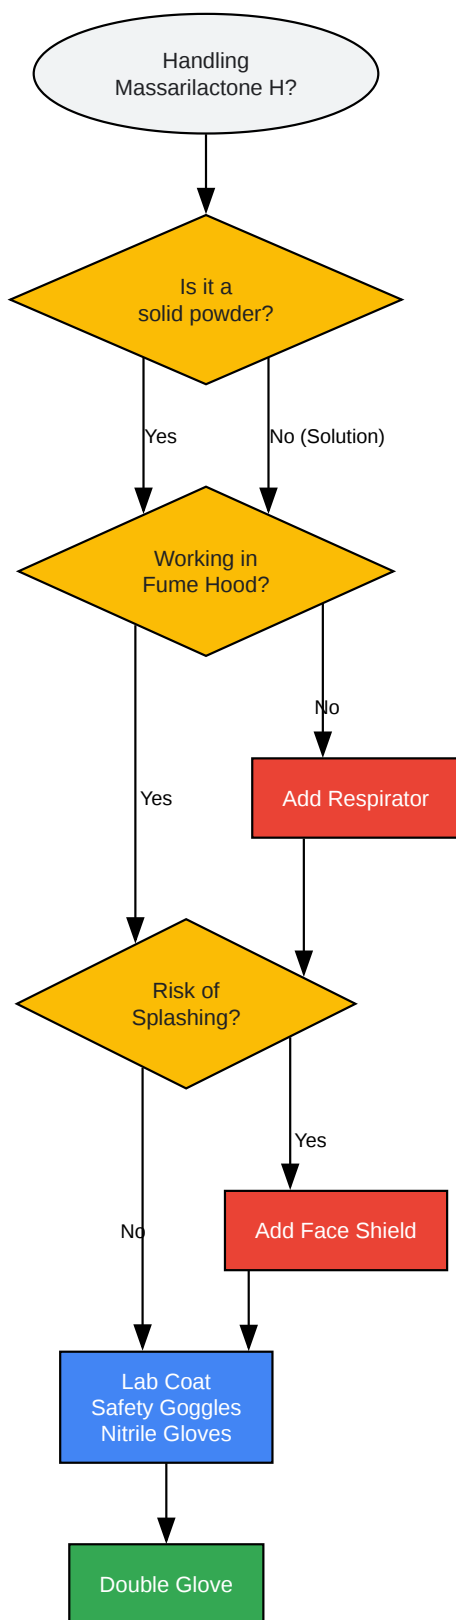 Handling
Massarilactone H?
Is it a
solid powder?
Yes
No (Solution)
Working in
Fume Hood?
No
Yes
Add Respirator
Risk of
Splashing?
Yes
No
Add Face Shield
Lab Coat
Safety Goggles
Nitrile Gloves
Double Glove